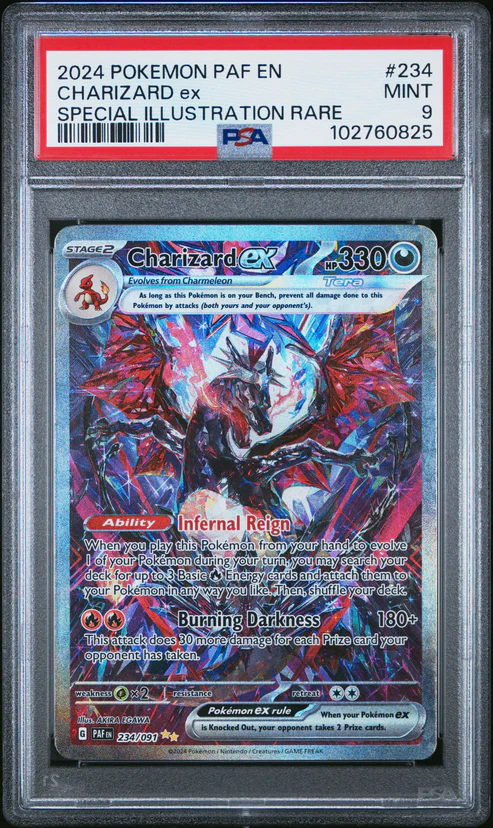 2024 POKEMON PAF EN #234
CHARIZARD ex MINT
SPECIAL ILLUSTRATION RARE 9
PSA 102760825
STAGE2 Charizard ex HP330
Evolves from Charmeleon Tera
As long as this Pokémon is on your Bench, prevent all damage done to this
Pokémon by attacks (both yours and your opponent's).
Ability Infernal Reign
When you play this Pokémon from your hand to evolve
1 of your Pokémon during your turn, you may search your
deck for up to 3 Basic Energy cards and attach them to
your Pokémon in any way you like. Then, shuffle your deck.
Burning Darkness 180+
This attack does 30 more damage for each Prize card your
opponent has taken.
weakness ×2 resistance retreat
Illus. AKIRA EGAWA
Pokémon ex rule
When your Pokémon ex
is Knocked Out, your opponent takes 2 Prize cards.
G PAF EN 234/091
©2024 Pokémon / Nintendo / Creatures / GAME FREAK
PSA